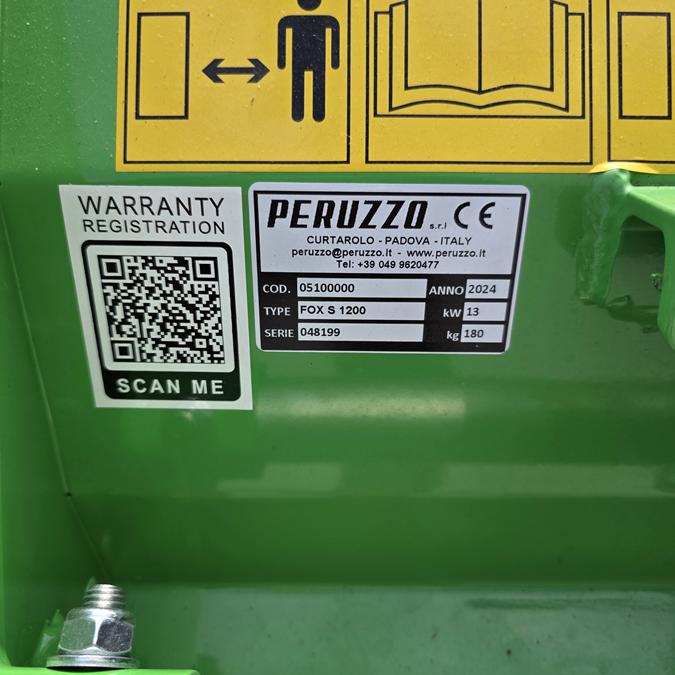 WARRANTY
REGISTRATION
SCAN ME
PERUZZO s.r.l CE
CURTAROLO - PADOVA - ITALY
peruzzo@peruzzo.it - www.peruzzo.it
Tel: +39 049 9620477
COD. 05100000 ANNO 2024
TYPE FOX S 1200 kW 13
SERIE 048199 kg 180